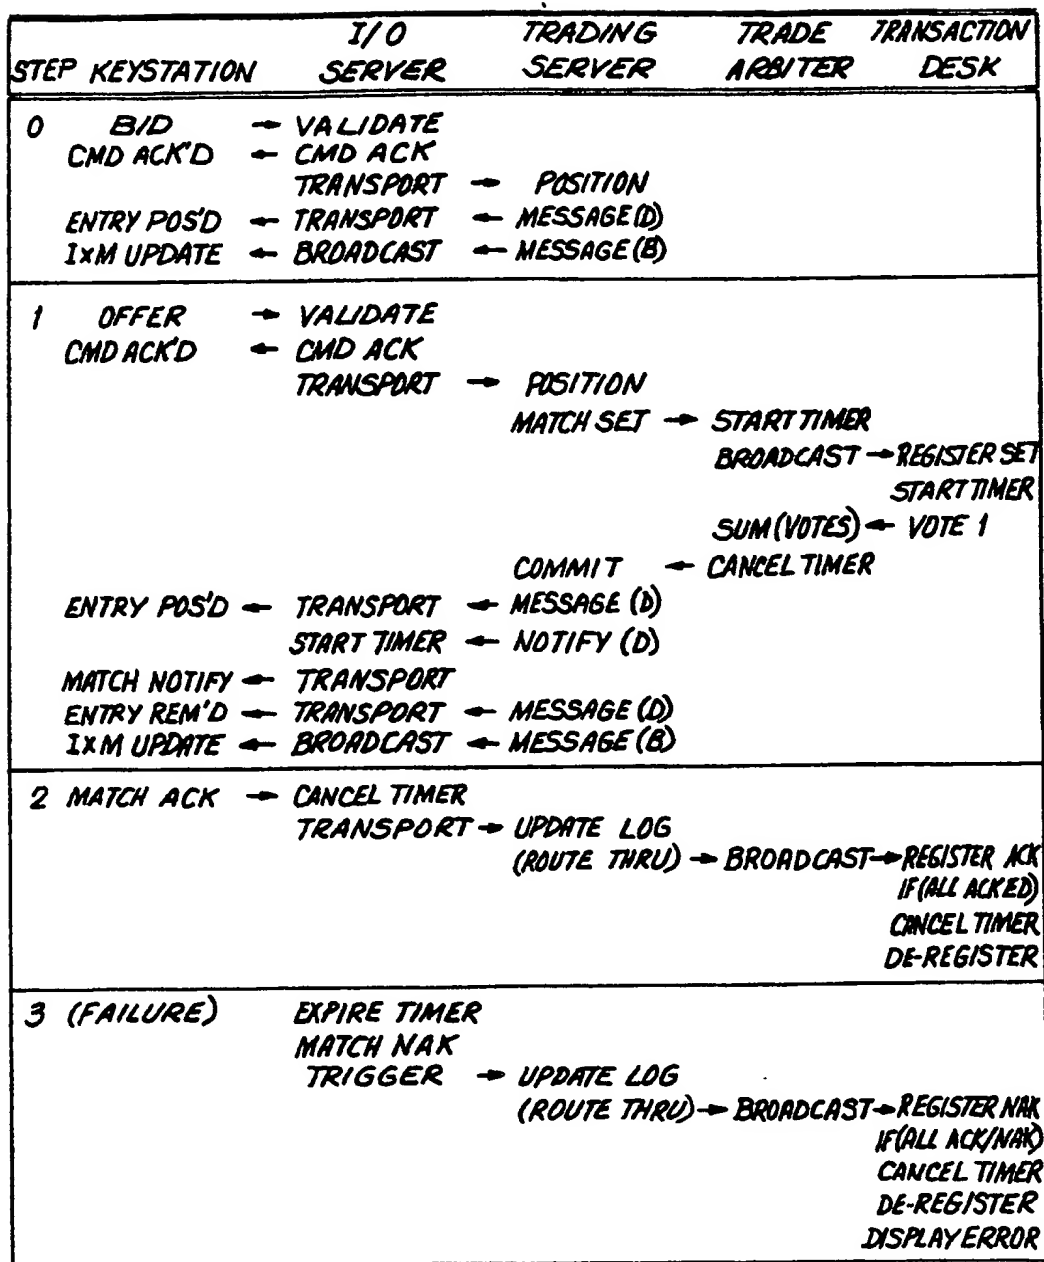 I/O TRADING TRADE TRANSACTION
STEP KEYSTATION SERVER SERVER ARBITER DESK
0 BID → VALIDATE
CMD ACK'D ← CMD ACK
TRANSPORT → POSITION
ENTRY POS'D ← TRANSPORT ← MESSAGE(D)
IxM UPDATE ← BROADCAST ← MESSAGE(B)
1 OFFER → VALIDATE
CMD ACK'D ← CMD ACK
TRANSPORT → POSITION
MATCH SET → START TIMER
BROADCAST → REGISTER SET
START TIMER
SUM(VOTES) ← VOTE 1
COMMIT ← CANCEL TIMER
ENTRY POS'D ← TRANSPORT ← MESSAGE (D)
START TIMER ← NOTIFY (D)
MATCH NOTIFY ← TRANSPORT
ENTRY REM'D ← TRANSPORT ← MESSAGE (D)
IxM UPDATE ← BROADCAST ← MESSAGE (B)
2 MATCH ACK → CANCEL TIMER
TRANSPORT → UPDATE LOG
(ROUTE THRU) → BROADCAST → REGISTER ACK
IF(ALL ACKED)
CANCEL TIMER
DE-REGISTER
3 (FAILURE) EXPIRE TIMER
MATCH NAK
TRIGGER → UPDATE LOG
(ROUTE THRU) → BROADCAST → REGISTER NAK
IF(ALL ACK/NAK)
CANCEL TIMER
DE-REGISTER
DISPLAY ERROR